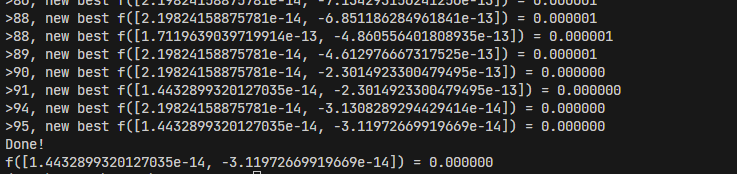 >86, new best f([2.19824158875781e-14, -7.134293150241250e-13]) = 0.000001
>88, new best f([2.19824158875781e-14, -6.851186284961841e-13]) = 0.000001
>88, new best f([1.7119639039719914e-13, -4.860556401808935e-13]) = 0.000001
>89, new best f([2.19824158875781e-14, -4.612976667317525e-13]) = 0.000001
>90, new best f([2.19824158875781e-14, -2.3014923300479495e-13]) = 0.000000
>91, new best f([1.4432899320127035e-14, -2.3014923300479495e-13]) = 0.000000
>94, new best f([2.19824158875781e-14, -3.1308289294429414e-14]) = 0.000000
>95, new best f([1.4432899320127035e-14, -3.11972669919669e-14]) = 0.000000
Done!
f([1.4432899320127035e-14, -3.11972669919669e-14]) = 0.000000